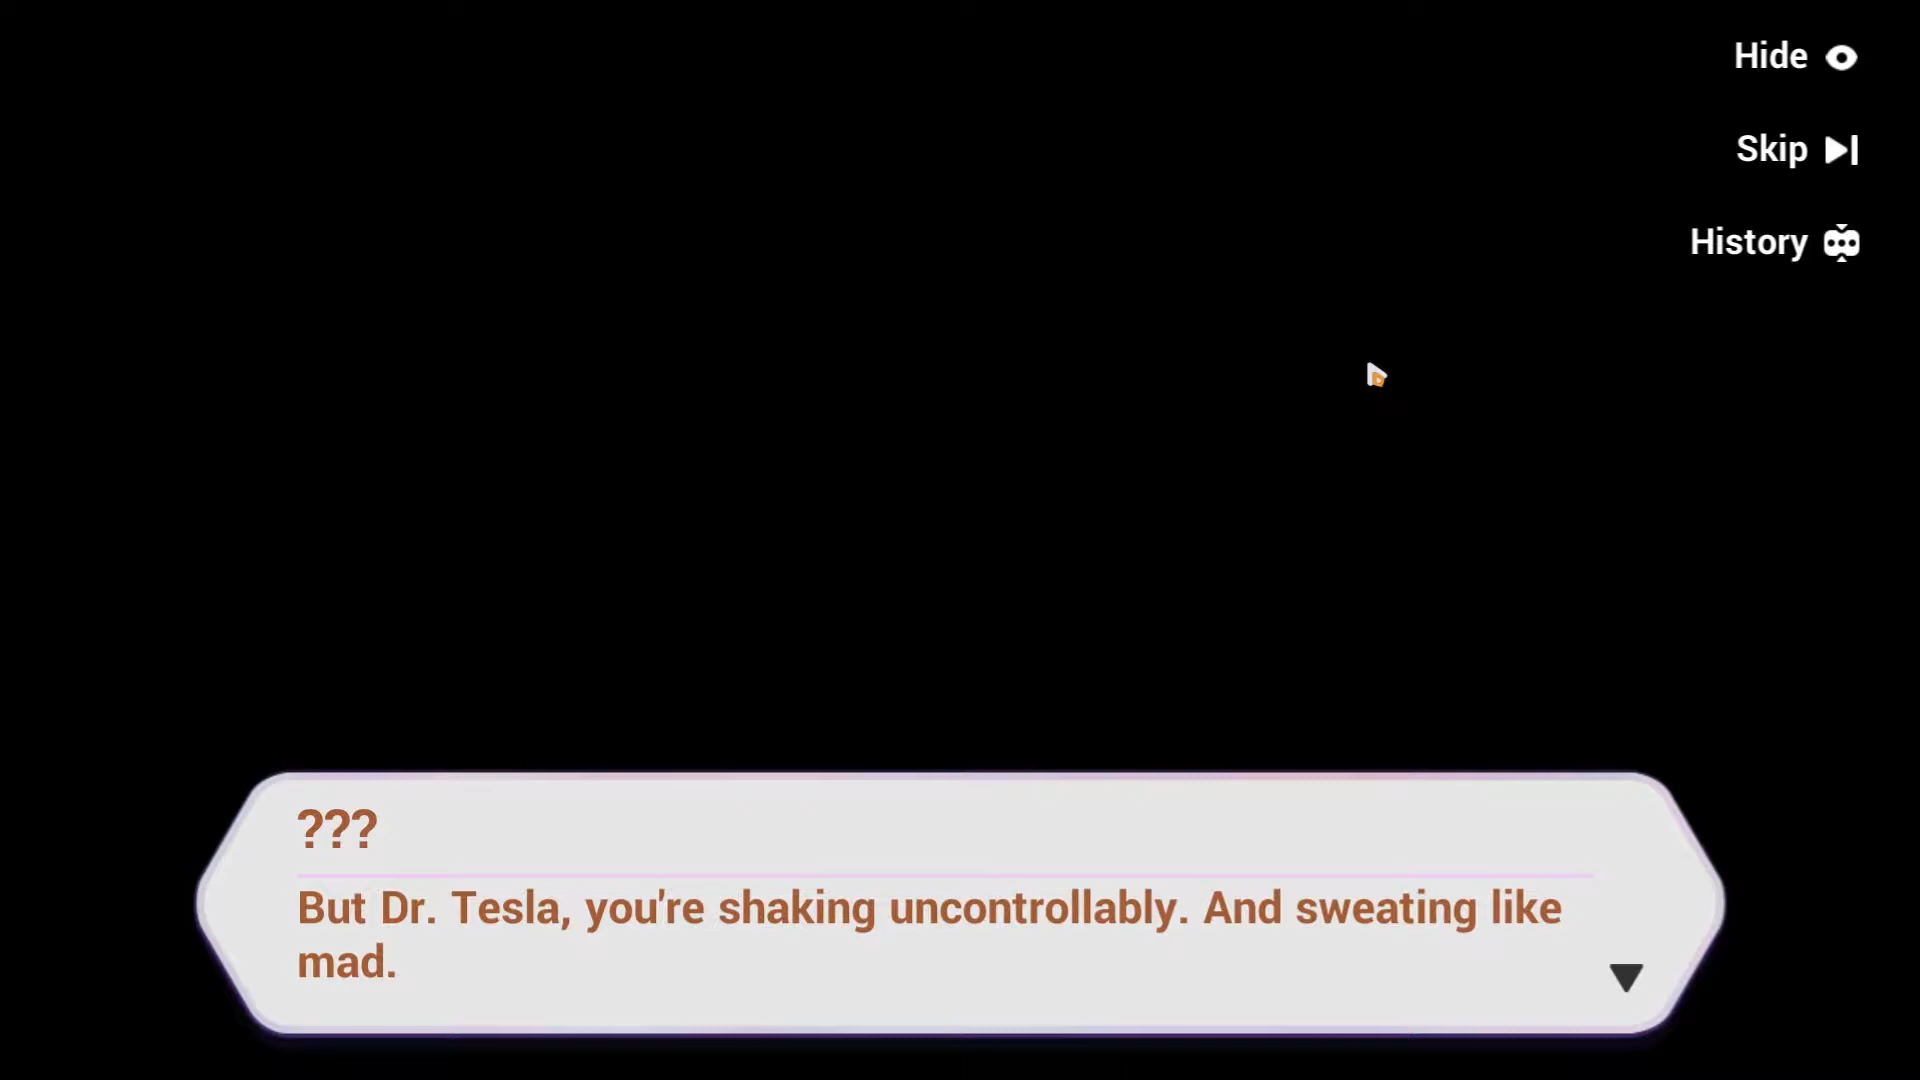 Hide
Skip
History
???
But Dr. Tesla, you're shaking uncontrollably. And sweating like
mad.